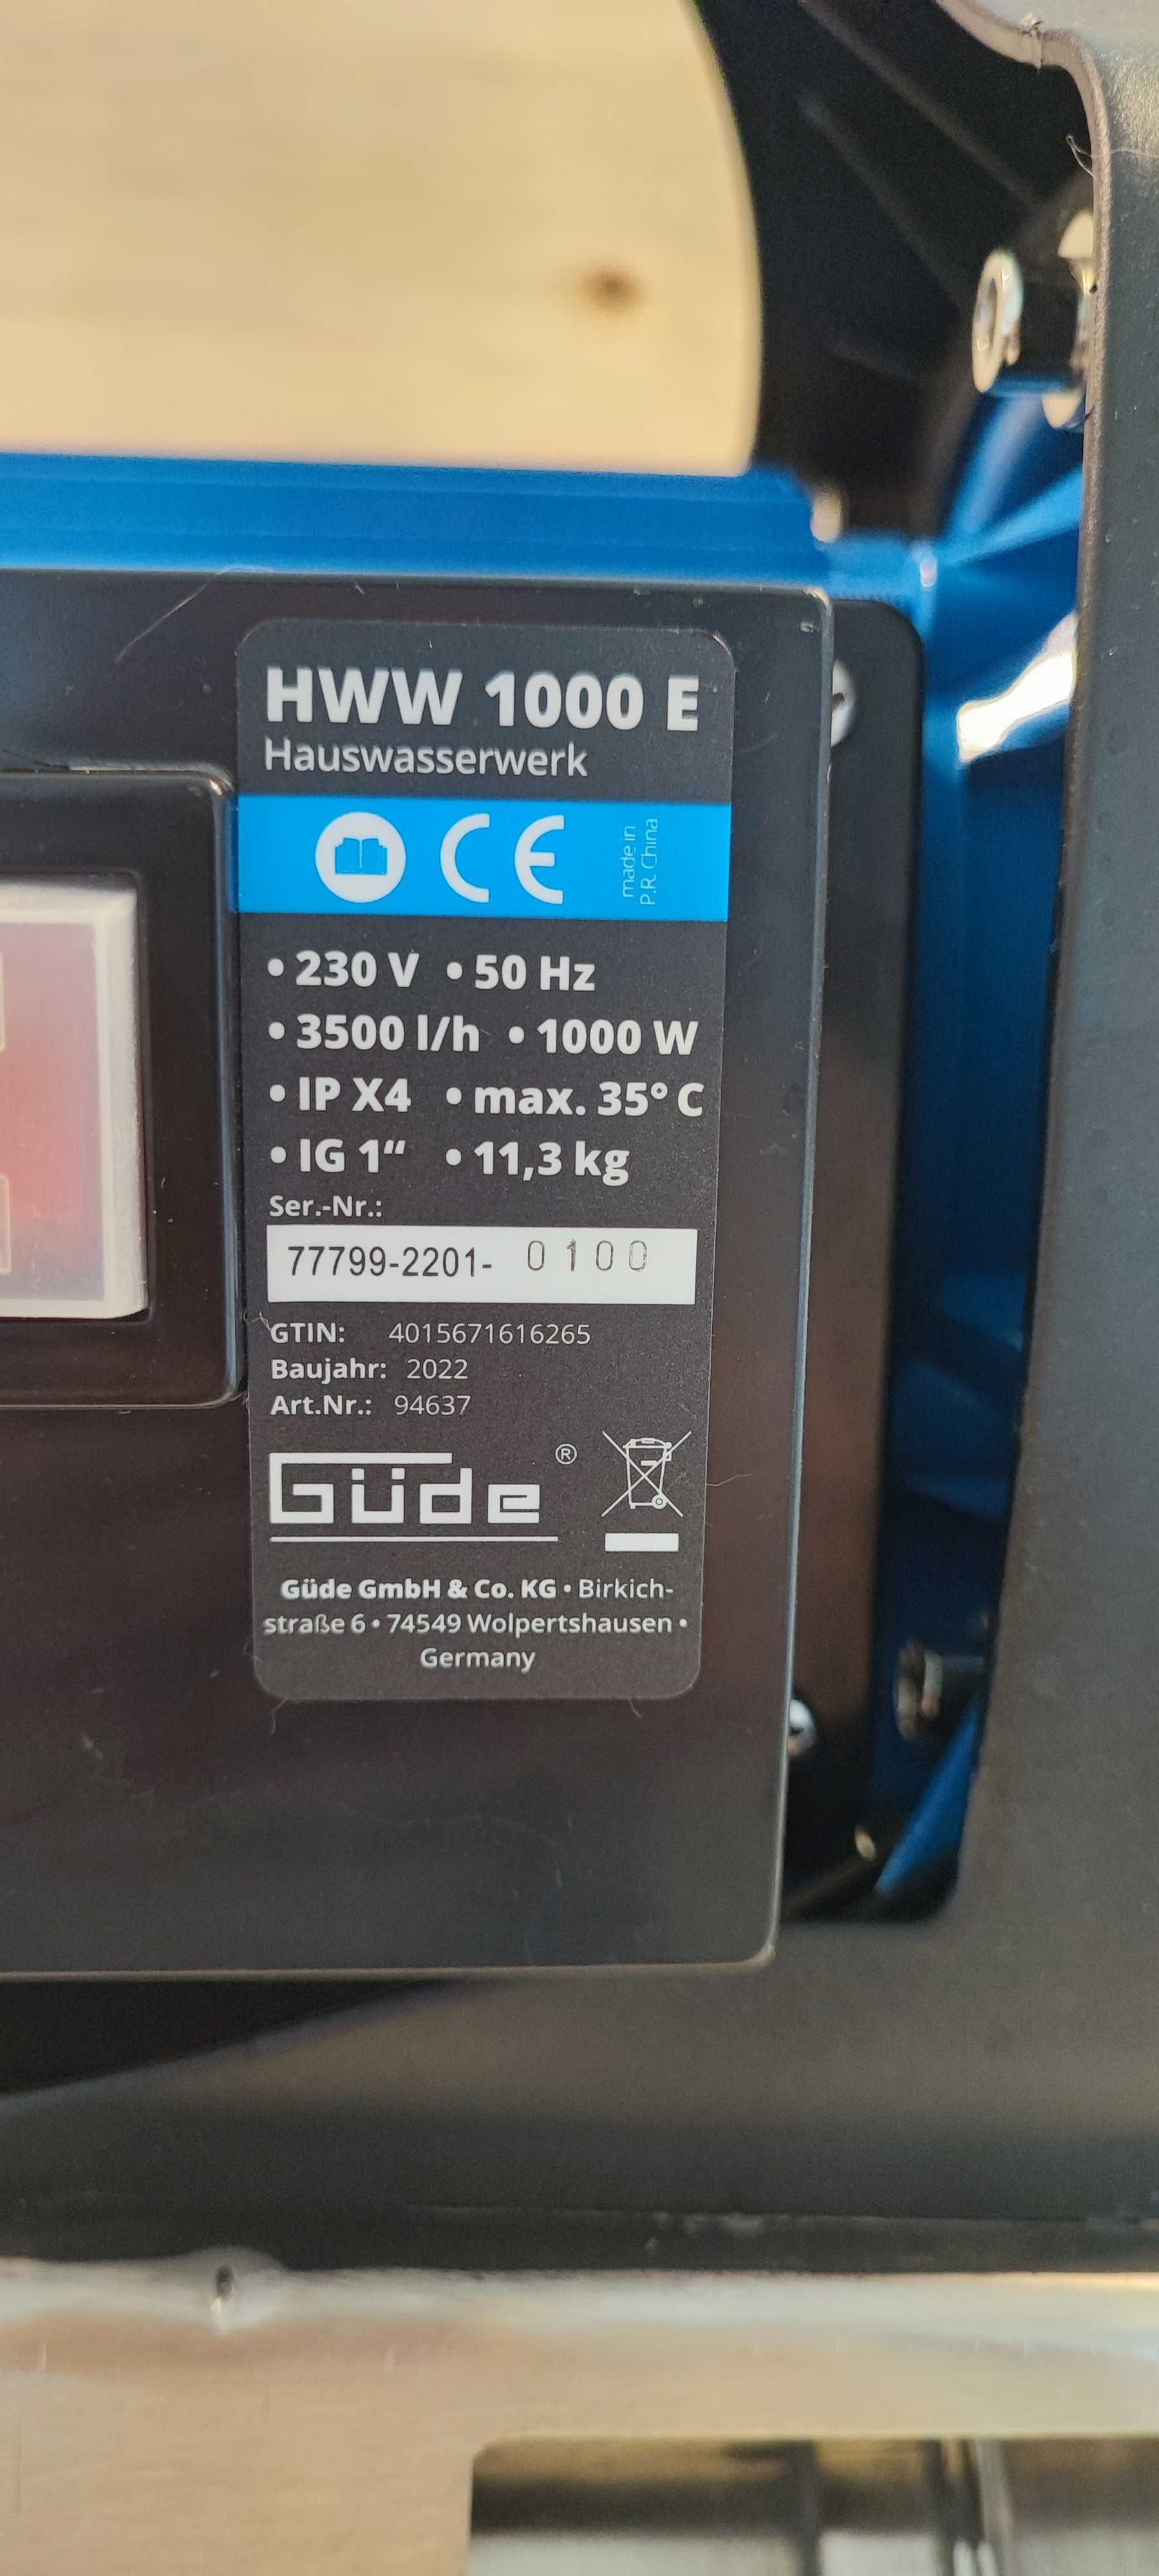 HWW 1000 E
Hauswasserwerk
CE
made in
P.R. China
• 230 V • 50 Hz
• 3500 l/h • 1000 W
• IP X4 • max. 35° C
• IG 1“ • 11,3 kg
Ser.-Nr.:
77799-2201- 0100
GTIN: 4015671616265
Baujahr: 2022
Art.Nr.: 94637
Güde ®
Güde GmbH & Co. KG • Birkich-
straße 6 • 74549 Wolpertshausen •
Germany